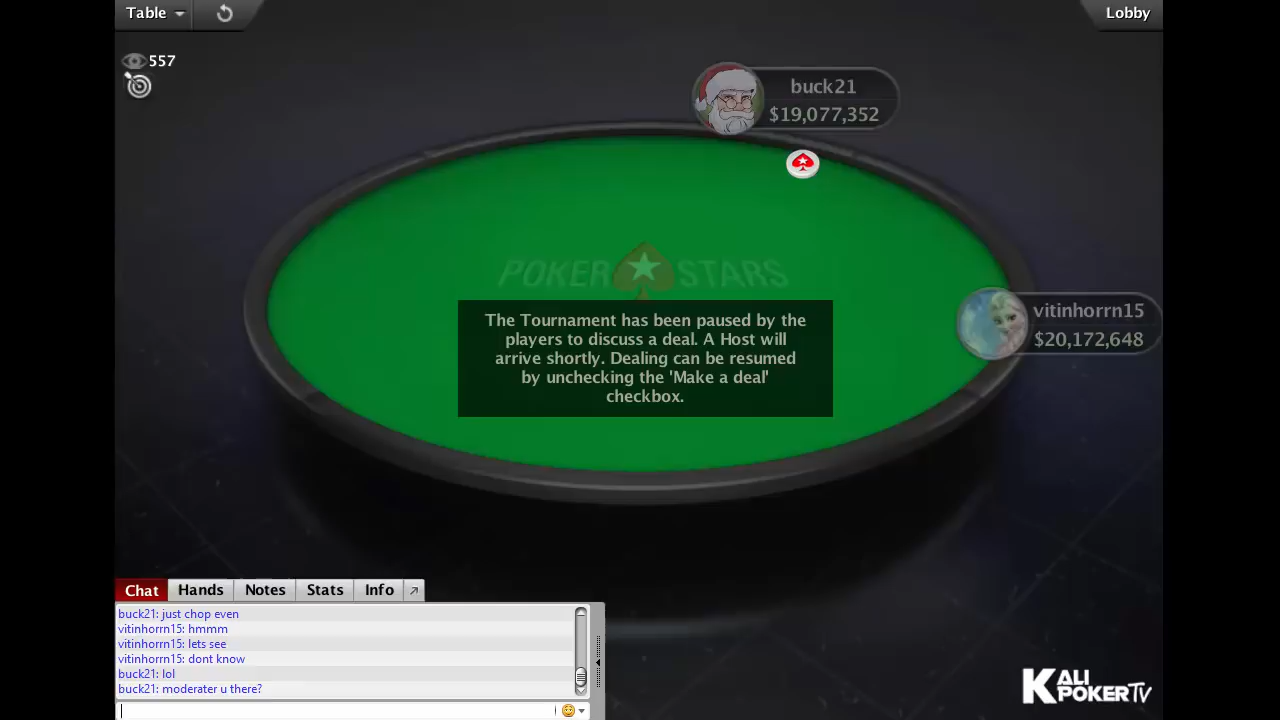 Table
Lobby
557
buck21
$19,077,352
POKER STARS
vitinhorrn15
$20,172,648
The Tournament has been paused by the
players to discuss a deal. A Host will
arrive shortly. Dealing can be resumed
by unchecking the 'Make a deal'
checkbox.
Chat Hands Notes Stats Info
buck21: just chop even
vitinhorrn15: hmmm
vitinhorrn15: lets see
vitinhorrn15: dont know
buck21: lol
buck21: moderater u there?
KALI
POKERTV